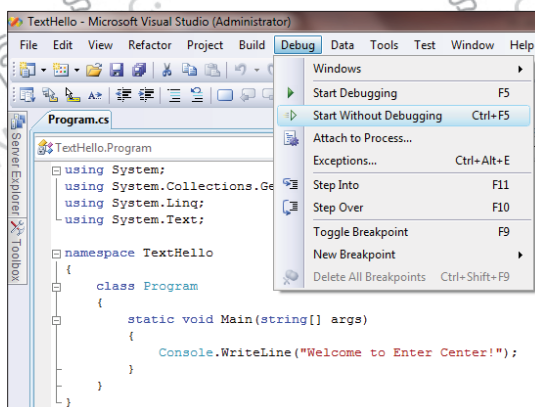 TextHello - Microsoft Visual Studio (Administrator)
File Edit View Refactor Project Build Debug Data Tools Test Window Help
Windows
Start Debugging F5
Start Without Debugging Ctrl+F5
Attach to Process...
Exceptions... Ctrl+Alt+E
Step Into F11
Step Over F10
Toggle Breakpoint F9
New Breakpoint
Delete All Breakpoints Ctrl+Shift+F9
Server Explorer
Toolbox
Program.cs
TextHello.Program
using System;
using System.Collections.Ge
using System.Linq;
using System.Text;
namespace TextHello
{
class Program
{
static void Main(string[] args)
{
Console.WriteLine("Welcome to Enter Center!");
}
}
}